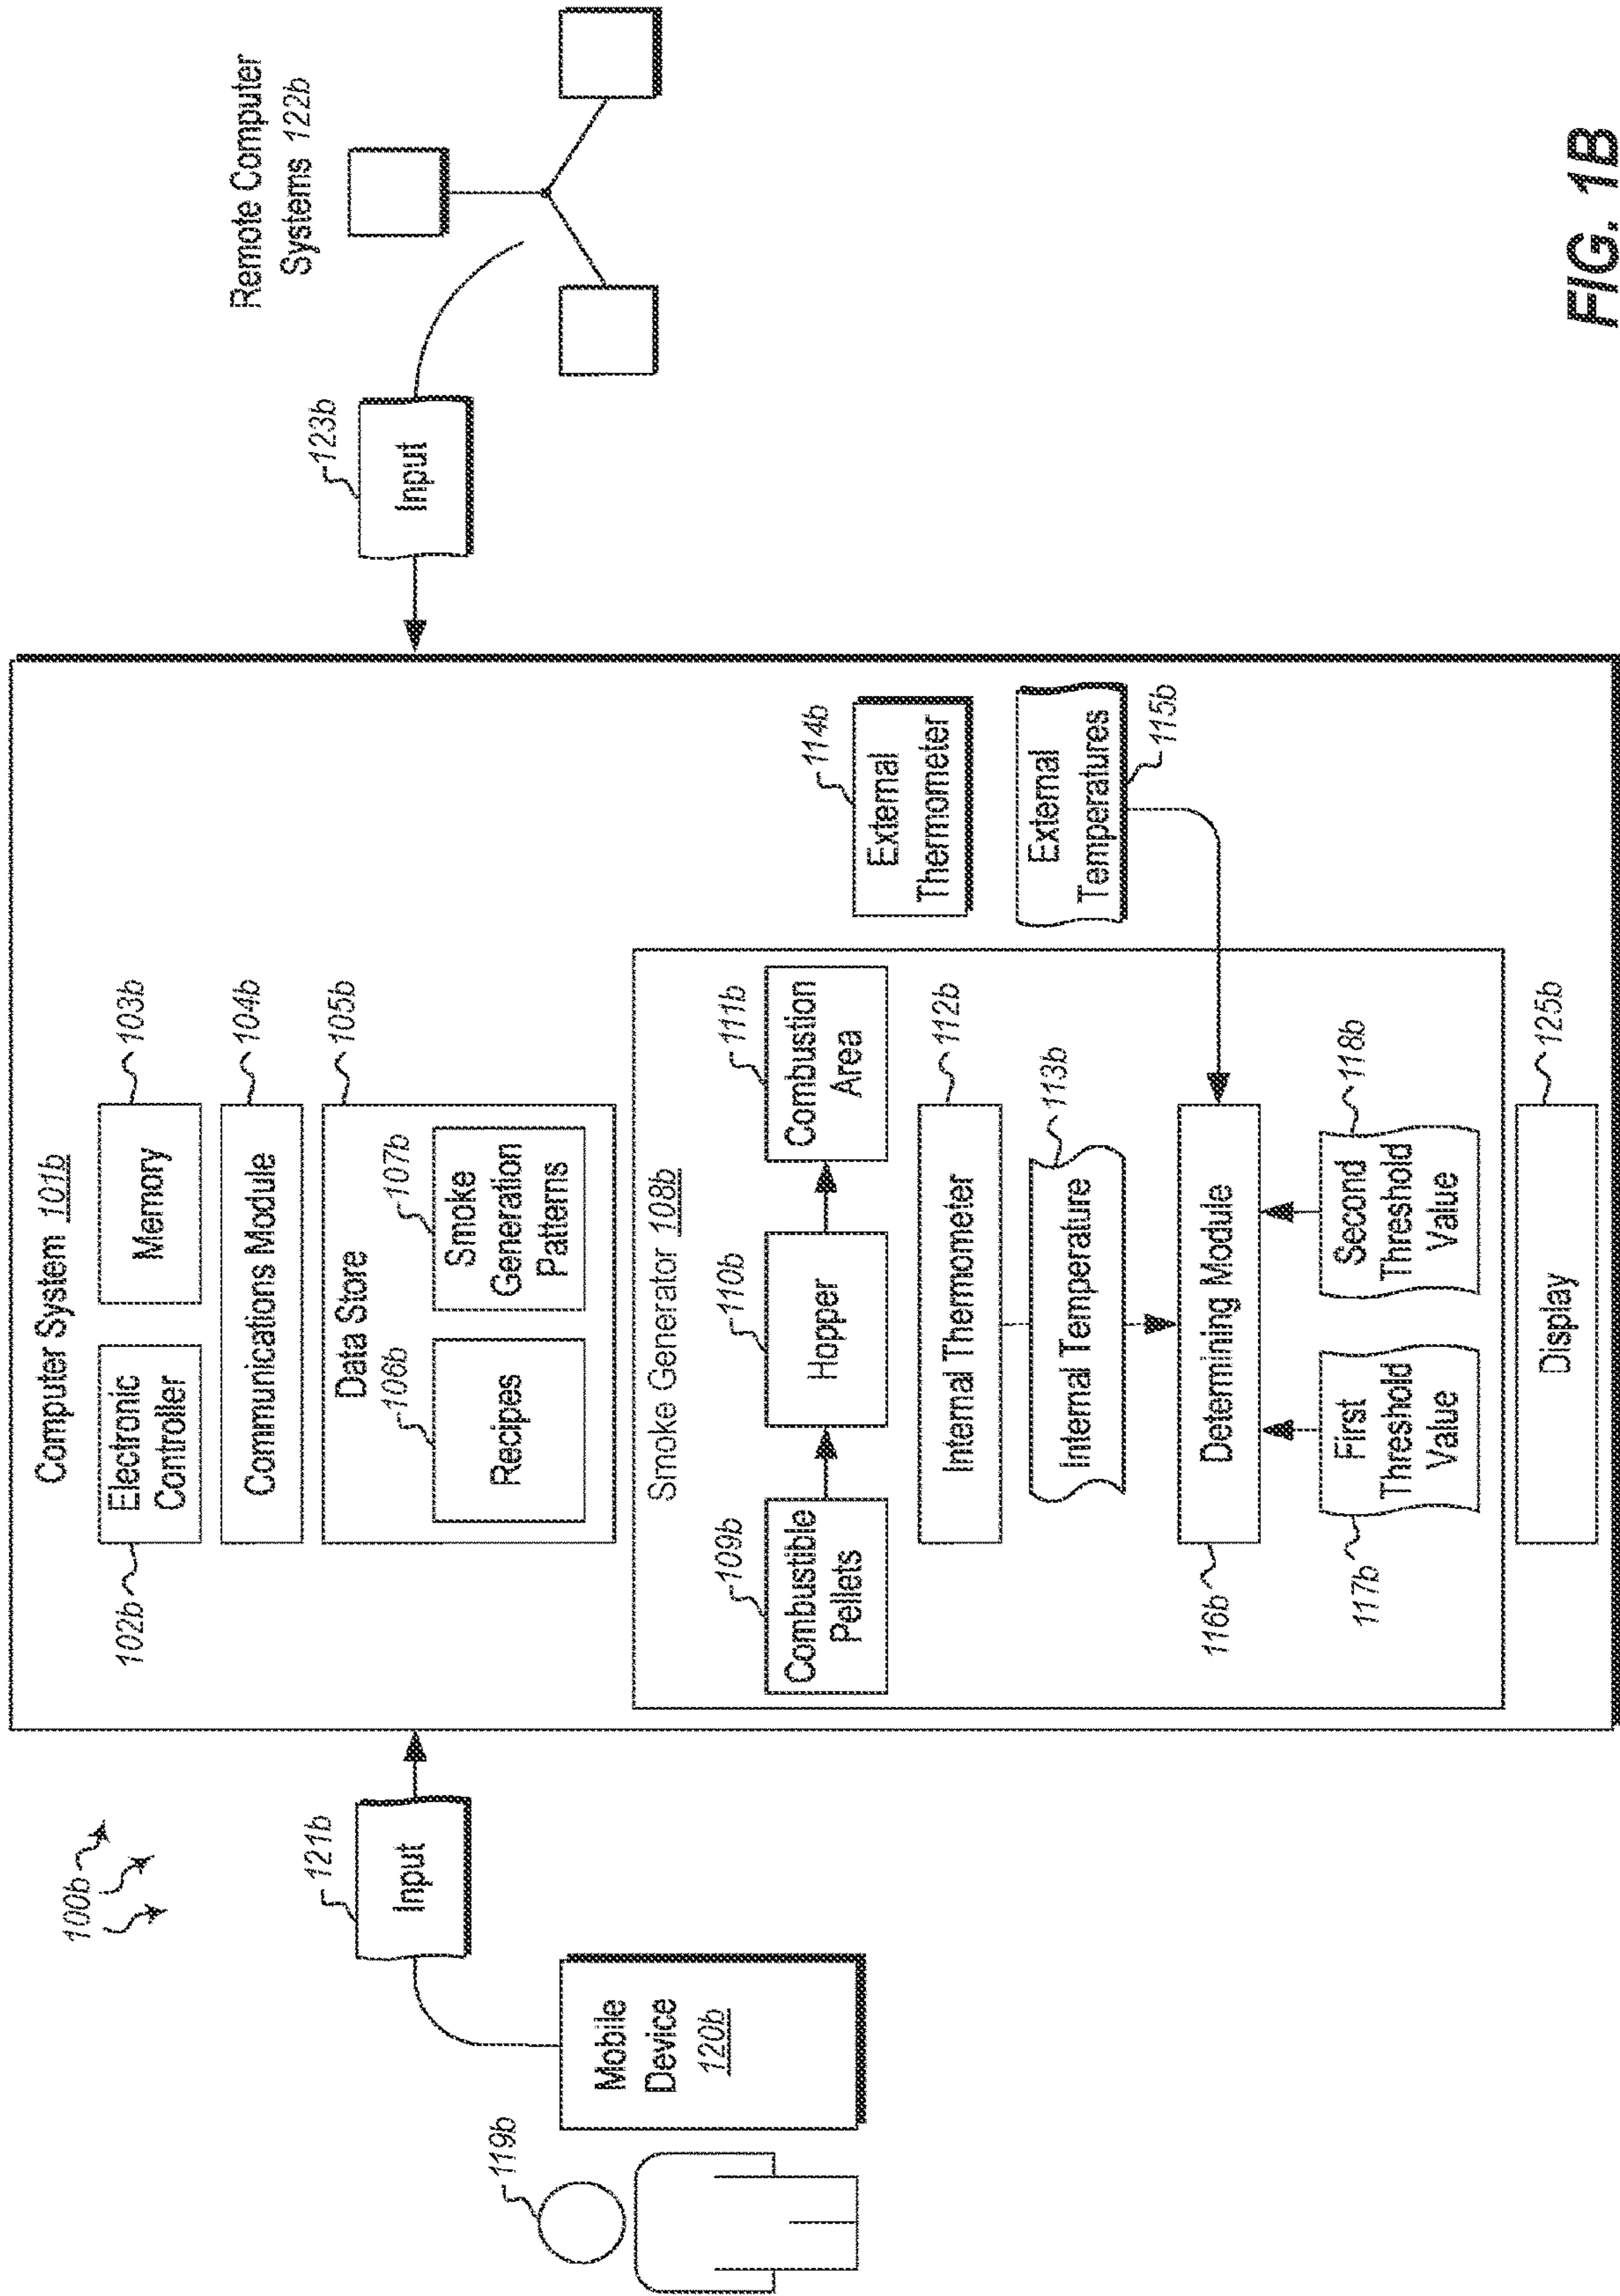 100b
119b
Mobile
Device
120b
121b
Input
Computer System 101b
102b
Electronic
Controller
Memory
103b
Communications Module
104b
Data Store
105b
106b
Recipes
107b
Smoke
Generation
Patterns
Smoke Generator 108b
109b
Combustible
Pellets
110b
Hopper
111b
Combustion
Area
Internal Thermometer
112b
Internal Temperature
113b
114b
External
Thermometer
External
Temperatures
115b
Determining Module
116b
First
Threshold
Value
117b
Second
Threshold
Value
118b
Display
125b
123b
Input
Remote Computer
Systems 122b
FIG. 1B